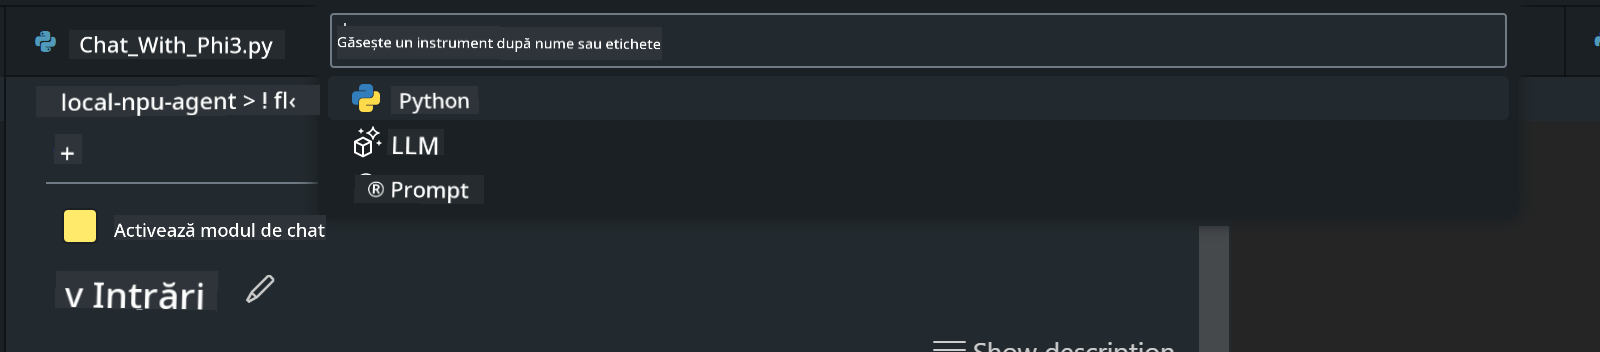 Chat_With_Phi3.py
Găsește un instrument după nume sau etichete
local-npu-agent > ! fl‹
Python
+
LLM
® Prompt
Activează modul de chat
v Intrări
Show description